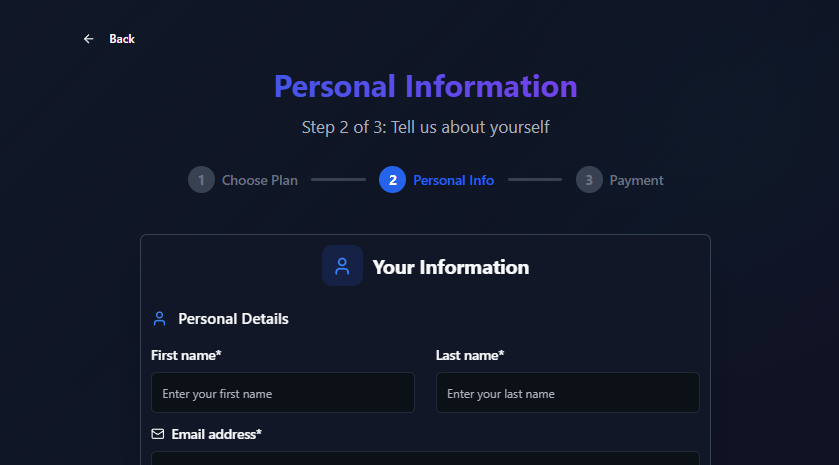 Back
Personal Information
Step 2 of 3: Tell us about yourself
1 Choose Plan 2 Personal Info 3 Payment
Your Information
Personal Details
First name* Last name*
Enter your first name Enter your last name
Email address*